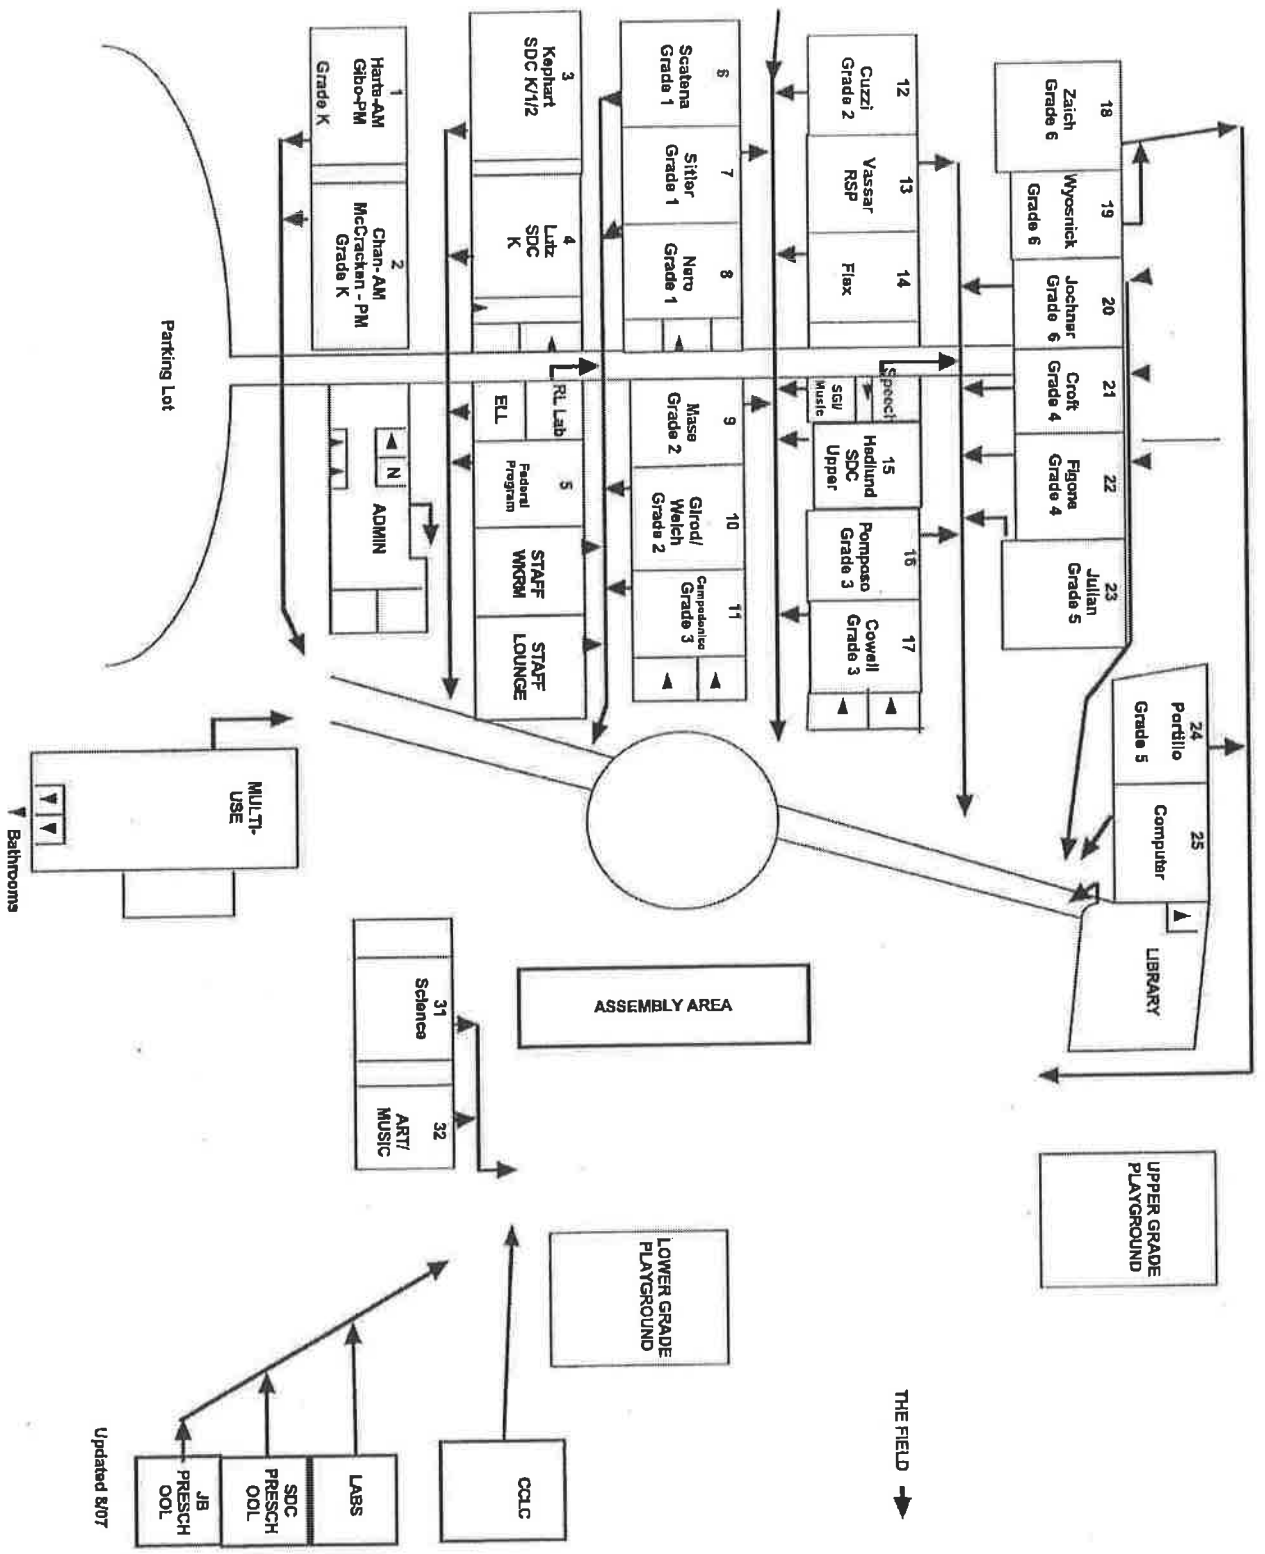 1
Harte-AM
Gibo-PM
Grade K
2
Chan- AM
McCracken - PM
Grade K
3
Kephart
SDC K/1/2
4
Lutz
SDC
K
6
Scatena
Grade 1
7
Sitler
Grade 1
8
Nero
Grade 1
12
Cuzzi
Grade 2
13
Vassar
RSP
14
Flex
18
Zaich
Grade 6
19
Wyosnick
Grade 6
20
Jochner
Grade 6
21
Croft
Grade 4
22
Figone
Grade 4
23
Julian
Grade 5
24
Portillo
Grade 5
25
Computer
LIBRARY
Speech
SGI/
Music
15
Hedlund
SDC
Upper
16
Pomposo
Grade 3
17
Cowell
Grade 3
9
Mase
Grade 2
10
Girod/
Welch
Grade 2
11
Campodonica
Grade 3
RL Lab
ELL
5
Federal
Program
STAFF
WKRM
STAFF
LOUNGE
N
ADMIN
Parking Lot
MULTI-
USE
Bathrooms
31
Science
32
ART/
MUSIC
ASSEMBLY AREA
UPPER GRADE
PLAYGROUND
LOWER GRADE
PLAYGROUND
THE FIELD
CCLC
LABS
SDC
PRESCH
OOL
JB
PRESCH
OOL
Updated 8/07